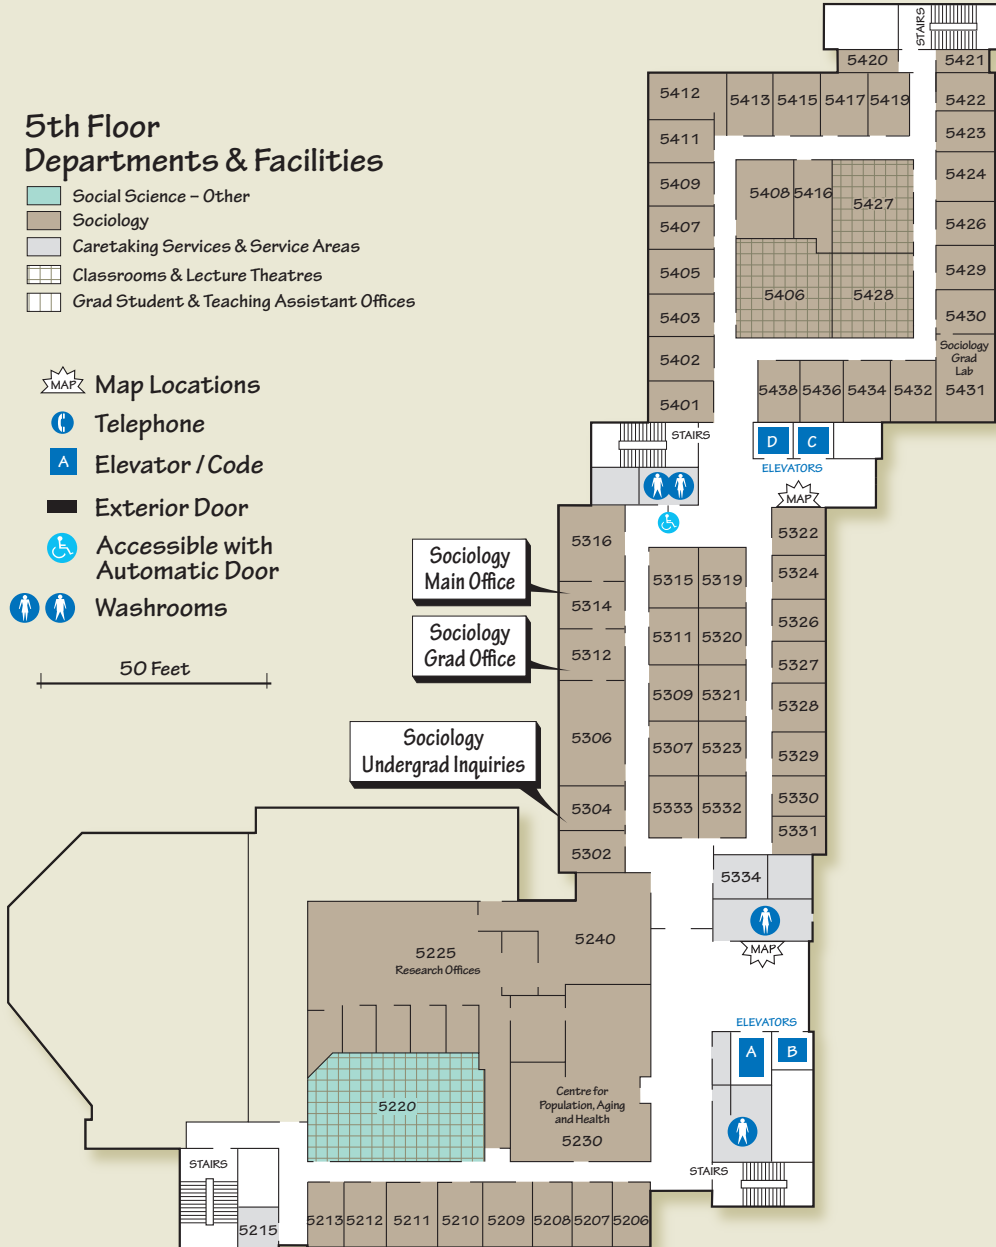 5th Floor
Departments & Facilities
Social Science – Other
Sociology
Caretaking Services & Service Areas
Classrooms & Lecture Theatres
Grad Student & Teaching Assistant Offices
MAP Map Locations
Telephone
A Elevator / Code
Exterior Door
Accessible with
Automatic Door
Washrooms
50 Feet
STAIRS
5420
5421
5412
5413
5415
5417
5419
5422
5411
5423
5409
5408
5416
5427
5424
5407
5426
5405
5406
5428
5429
5403
5430
5402
Sociology
Grad
Lab
5431
5401
5438
5436
5434
5432
STAIRS
D
C
ELEVATORS
MAP
5316
5322
Sociology
Main Office
5315
5319
5324
5314
5311
5320
5326
Sociology
Grad Office
5312
5327
5309
5321
5328
5306
5307
5323
5329
Sociology
Undergrad Inquiries
5304
5333
5332
5330
5331
5302
5334
5240
MAP
5225
Research Offices
ELEVATORS
A
B
5220
Centre for
Population, Aging
and Health
5230
STAIRS
STAIRS
5215
5213
5212
5211
5210
5209
5208
5207
5206